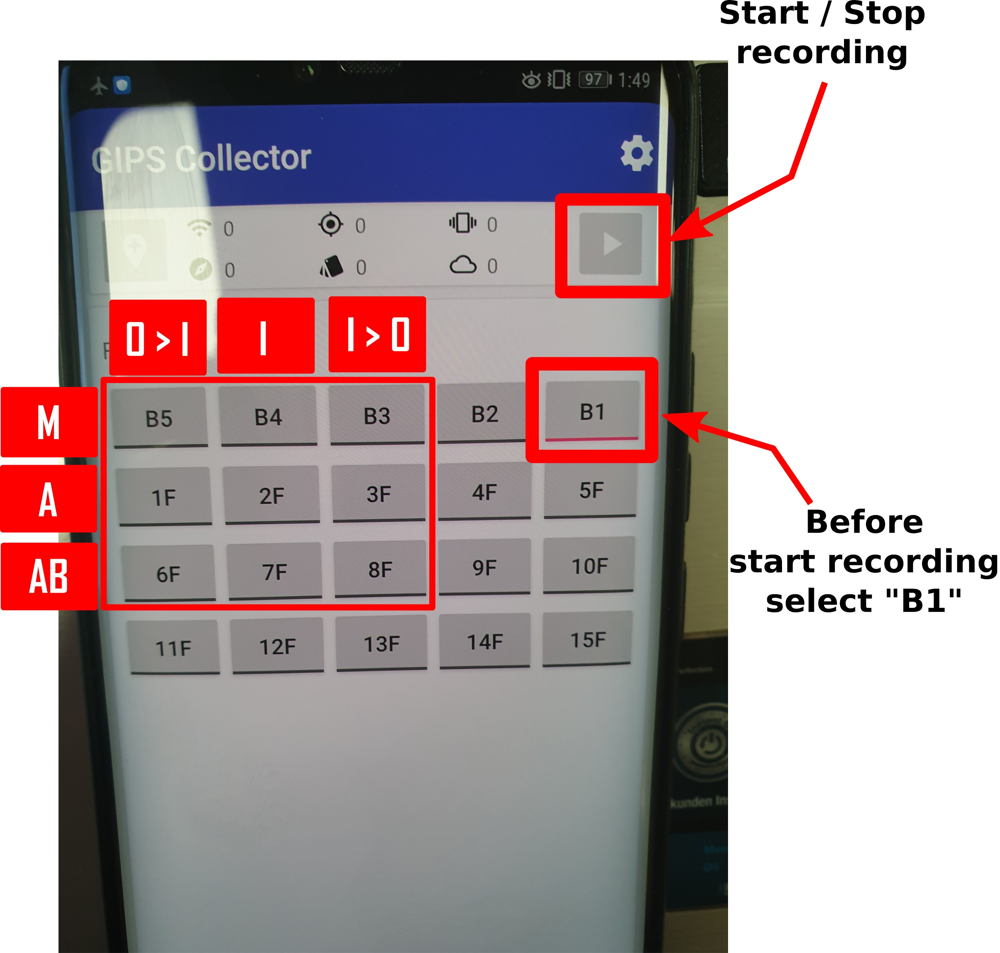 Start / Stop
recording
97 1:49
GIPS Collector
0 0 0
0 0 0
0 > I I I > 0
M B5 B4 B3 B2 B1
A 1F 2F 3F 4F 5F
AB 6F 7F 8F 9F 10F
11F 12F 13F 14F 15F
Before
start recording
select "B1"
kunden In